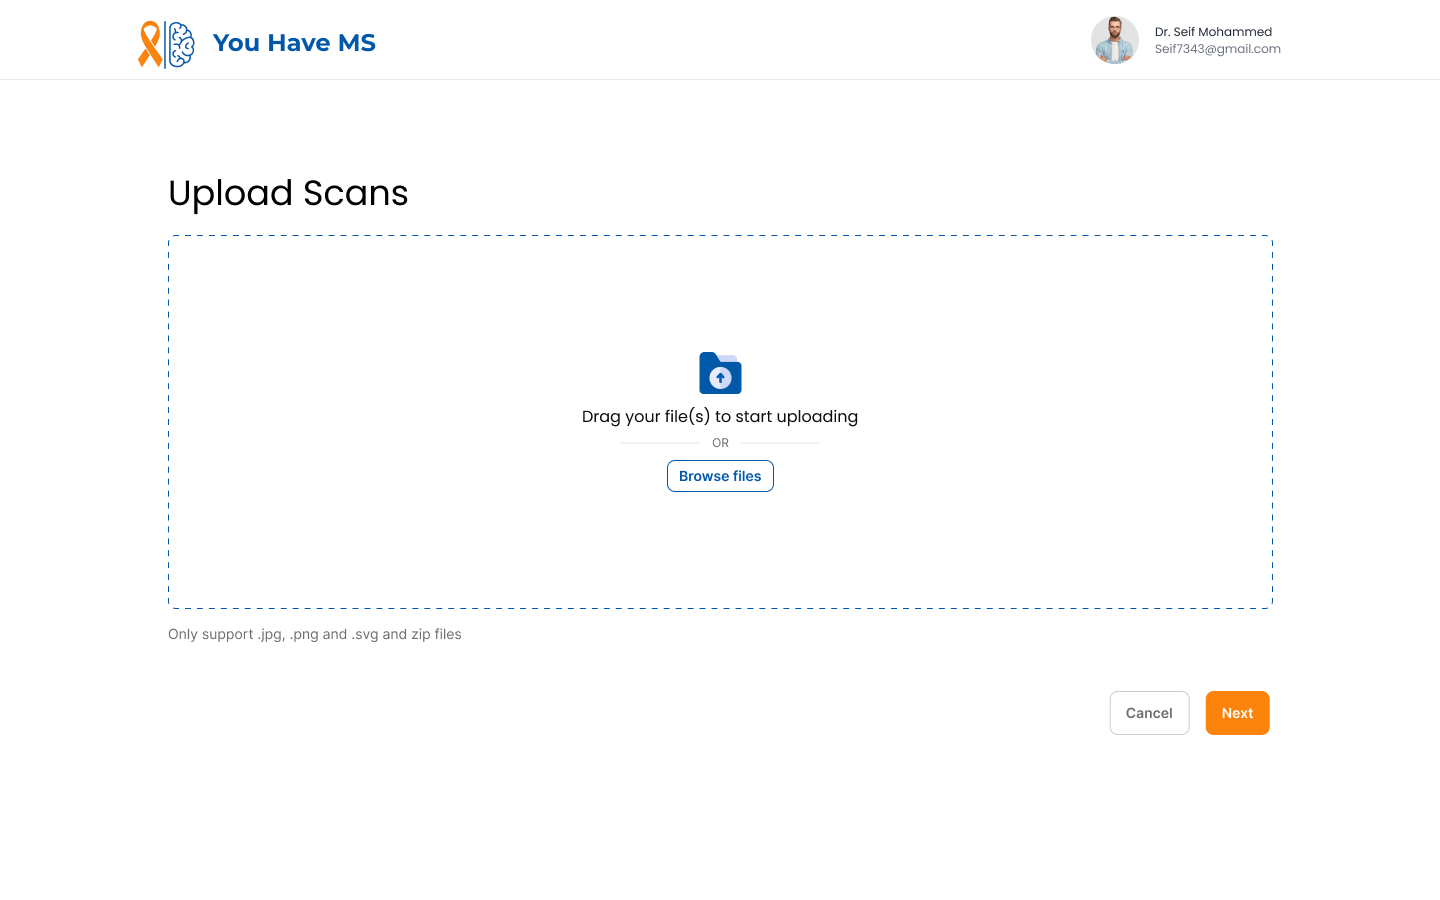 You Have MS
Dr. Seif Mohammed
Seif7343@gmail.com
Upload Scans
Drag your file(s) to start uploading
OR
Browse files
Only support .jpg, .png and .svg and zip files
Cancel
Next